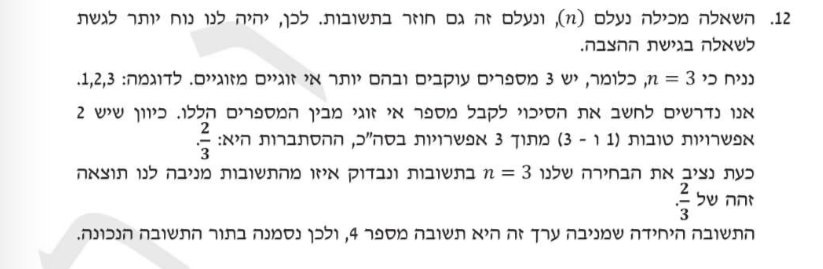 12. השאלה מכילה נעלם (n), ונעלם זה גם חוזר בתשובות. לכן, יהיה לנו נוח יותר לגשת
לשאלה בגישת ההצבה.
נניח כי n = 3, כלומר, יש 3 מספרים עוקבים ובהם יותר אי זוגיים מזוגיים. לדוגמה: 1,2,3.
אנו נדרשים לחשב את הסיכוי לקבל מספר אי זוגי מבין המספרים הללו. כיוון שיש 2
אפשרויות טובות (1 ו - 3) מתוך 3 אפשרויות בסה"כ, ההסתברות היא: 2/3.
כעת נציב את הבחירה שלנו n = 3 בתשובות ונבדוק איזו מהתשובות מניבה לנו תוצאה
זהה של 2/3.
התשובה היחידה שמניבה ערך זה היא תשובה מספר 4, ולכן נסמנה בתור התשובה הנכונה.